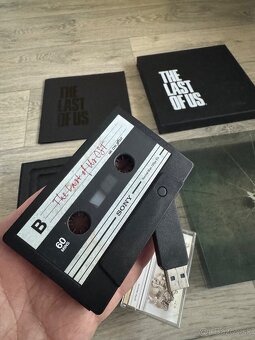 THE
LAST
OF US
THE
LAST
OF US
The Last of Us OST
B
SONY
60